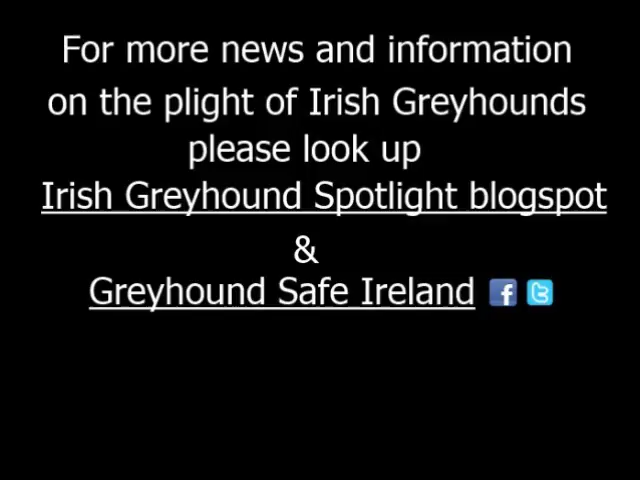 For more news and information
on the plight of Irish Greyhounds
please look up
Irish Greyhound Spotlight blogspot
&
Greyhound Safe Ireland f t